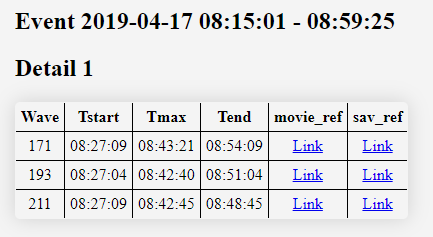 Event 2019-04-17 08:15:01 - 08:59:25
Detail 1
Wave Tstart Tmax Tend movie_ref sav_ref
171 08:27:09 08:43:21 08:54:09 Link Link
193 08:27:04 08:42:40 08:51:04 Link Link
211 08:27:09 08:42:45 08:48:45 Link Link